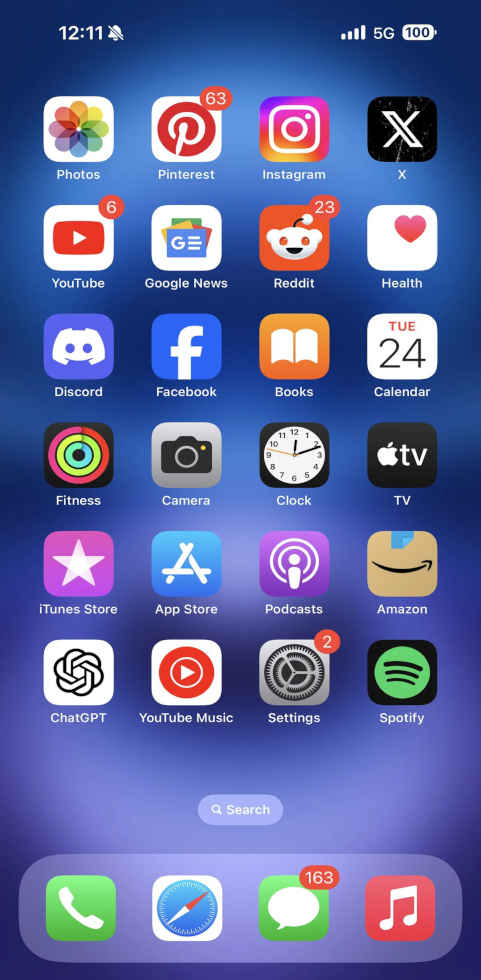 12:11 5G 100
63
Photos Pinterest Instagram X
6 23
YouTube Google News Reddit Health
TUE
24
Discord Facebook Books Calendar
12
11 1
10 2
9 3
8 4
7 5
6
tv
Fitness Camera Clock TV
iTunes Store App Store Podcasts Amazon
2
ChatGPT YouTube Music Settings Spotify
Search
163